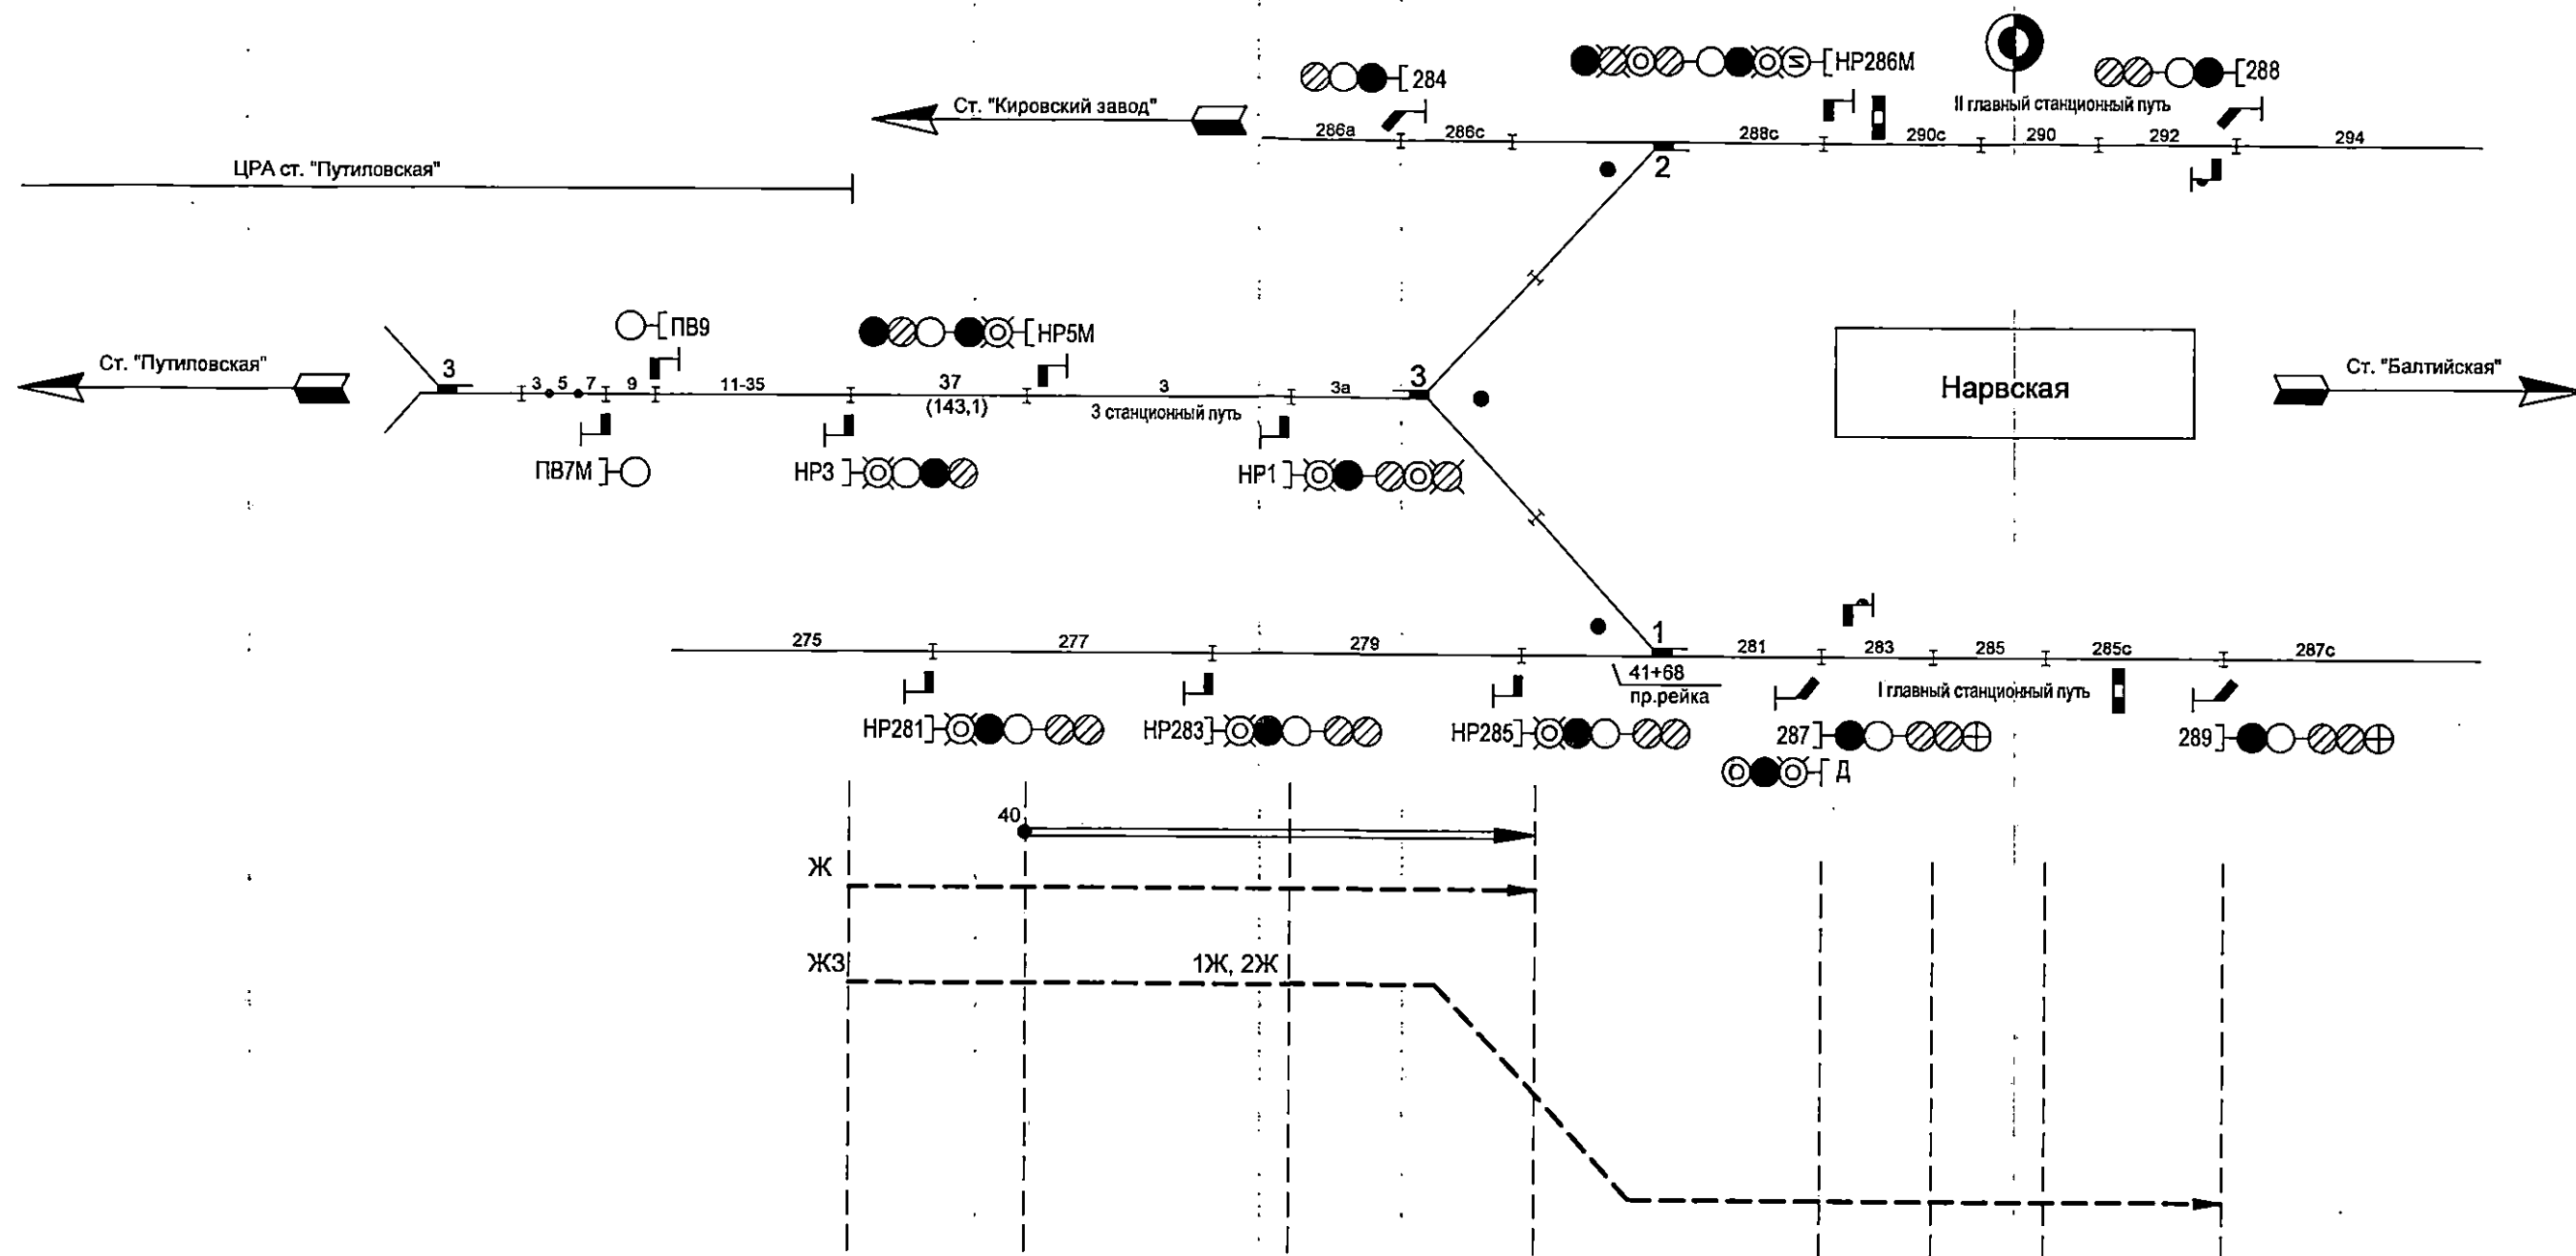 284
НР286М
288
Ст. "Кировский завод"
II главный станционный путь
286а
286с
288с
290с
290
292
294
2
ЦРА ст. "Путиловская"
ПВ9
НР5М
Ст. "Путиловская"
3
3
5
7
9
11-35
37
(143,1)
3
3 станционный путь
3а
3
Нарвская
Ст. "Балтийская"
ПВ7М
НР3
НР1
275
277
279
1
281
283
285
285с
287с
41+68
пр.рейка
I главный станционный путь
НР281
НР283
НР285
287
289
Д
40
Ж
ЖЗ
1Ж, 2Ж